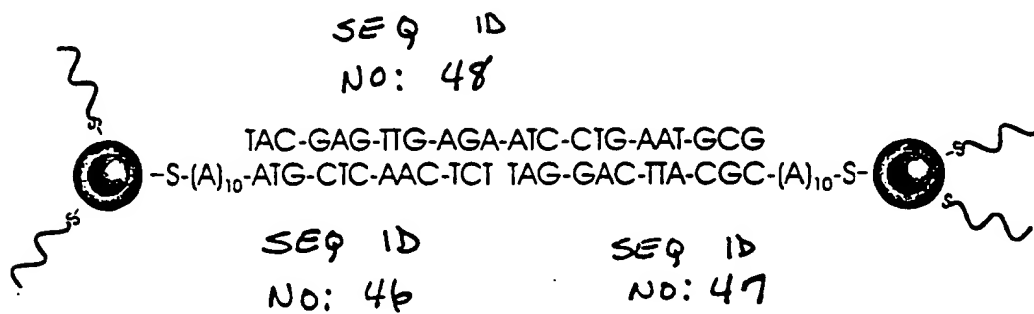 SEQ ID
NO: 48
S
TAC-GAG-TTG-AGA-ATC-CTG-AAT-GCG
S
-S-(A)10-ATG-CTC-AAC-TCT TAG-GAC-TTA-CGC-(A)10-S-
S
S
SEQ ID
NO: 46
SEQ ID
NO: 47